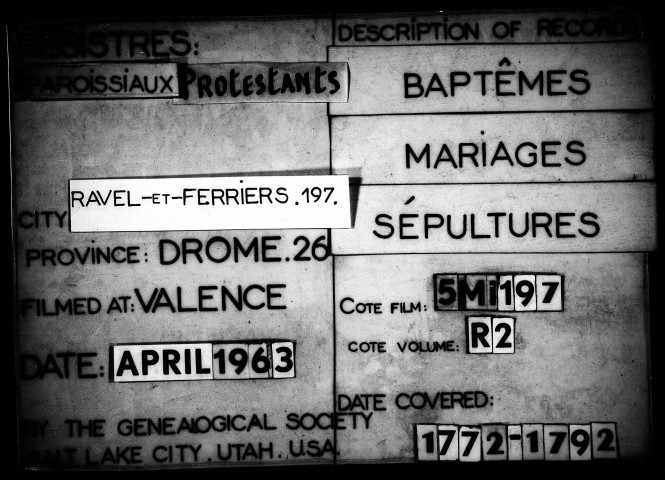 REGISTRES:
PAROISSIAUX PROTESTANTS
CITY RAVEL-ET-FERRIERS.197.
PROVINCE: DROME.26
FILMED AT: VALENCE
DATE: APRIL 1963
BY THE GENEALOGICAL SOCIETY
SALT LAKE CITY. UTAH. U.S.A.
DESCRIPTION OF RECORD
BAPTÊMES
MARIAGES
SÉPULTURES
COTE FILM: 5Mi197
COTE VOLUME: R2
DATE COVERED:
1772-1792